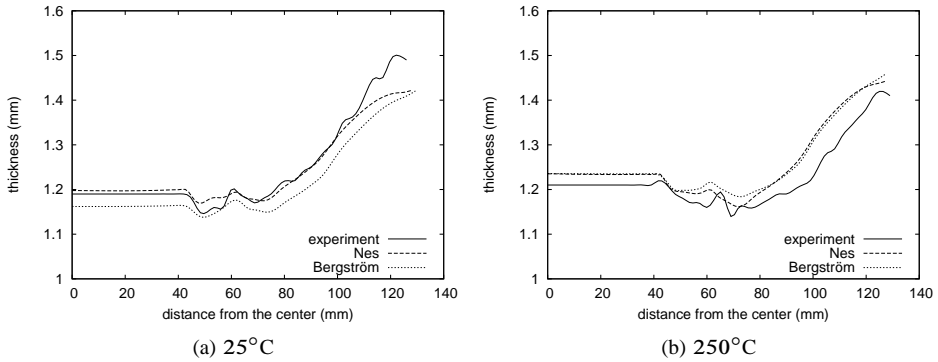 1.6
1.5
1.4
1.3
1.2
1.1
1
thickness (mm)
0 20 40 60 80 100 120 140
distance from the center (mm)
experiment
Nes
Bergström
(a) 25°C
1.6
1.5
1.4
1.3
1.2
1.1
1
thickness (mm)
0 20 40 60 80 100 120 140
distance from the center (mm)
experiment
Nes
Bergström
(b) 250°C